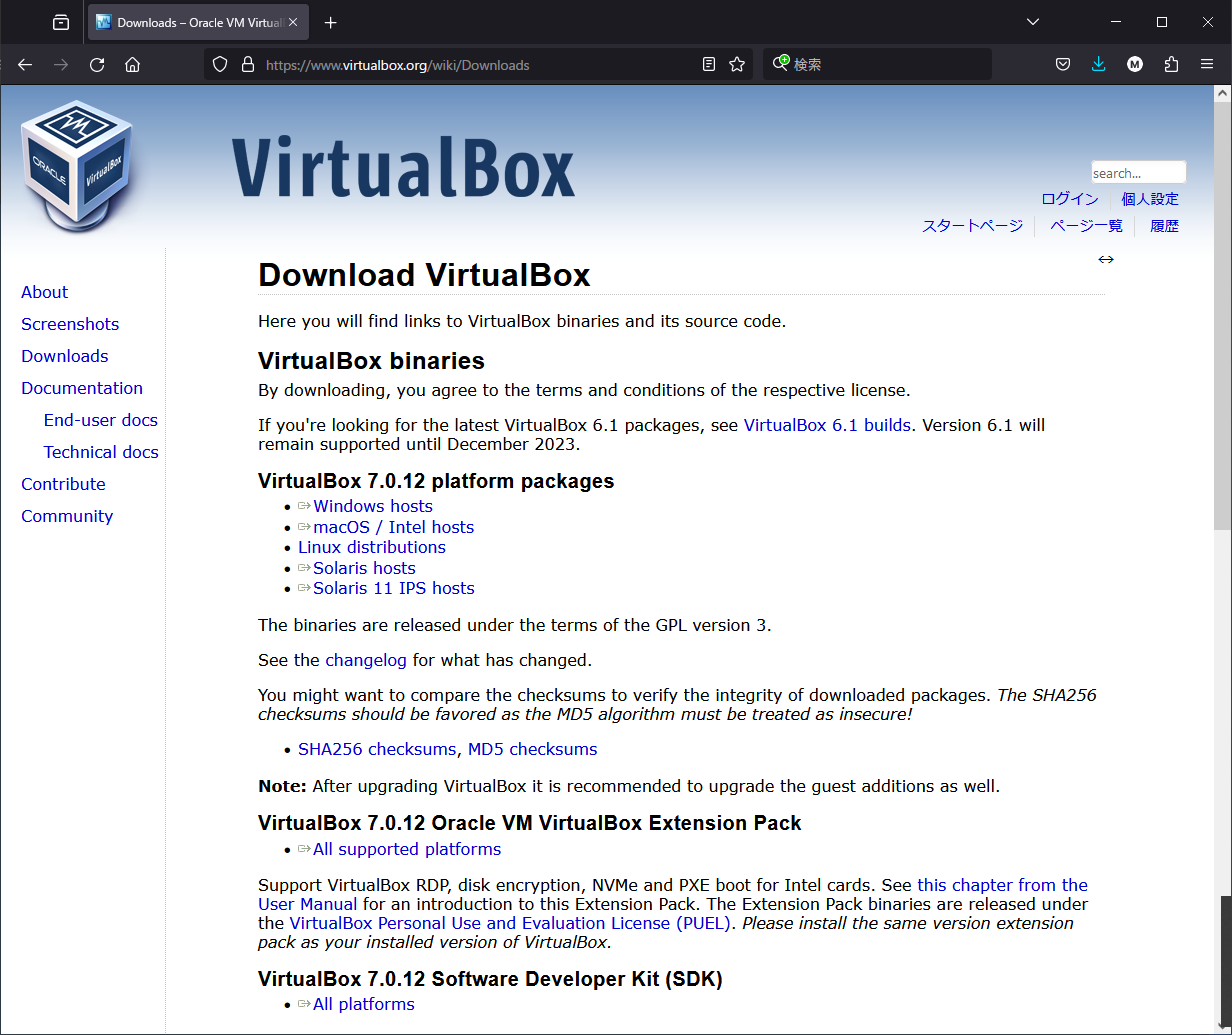 Downloads – Oracle VM Virtual
https://www.virtualbox.org/wiki/Downloads
検索
M
ORACLE
VirtualBox
VirtualBox
search...
ログイン 個人設定
スタートページ ページ一覧 履歴
About
Screenshots
Downloads
Documentation
End-user docs
Technical docs
Contribute
Community
Download VirtualBox
Here you will find links to VirtualBox binaries and its source code.
VirtualBox binaries
By downloading, you agree to the terms and conditions of the respective license.
If you're looking for the latest VirtualBox 6.1 packages, see VirtualBox 6.1 builds. Version 6.1 will
remain supported until December 2023.
VirtualBox 7.0.12 platform packages
Windows hosts
macOS / Intel hosts
Linux distributions
Solaris hosts
Solaris 11 IPS hosts
The binaries are released under the terms of the GPL version 3.
See the changelog for what has changed.
You might want to compare the checksums to verify the integrity of downloaded packages. The SHA256
checksums should be favored as the MD5 algorithm must be treated as insecure!
SHA256 checksums, MD5 checksums
Note: After upgrading VirtualBox it is recommended to upgrade the guest additions as well.
VirtualBox 7.0.12 Oracle VM VirtualBox Extension Pack
All supported platforms
Support VirtualBox RDP, disk encryption, NVMe and PXE boot for Intel cards. See this chapter from the
User Manual for an introduction to this Extension Pack. The Extension Pack binaries are released under
the VirtualBox Personal Use and Evaluation License (PUEL). Please install the same version extension
pack as your installed version of VirtualBox.
VirtualBox 7.0.12 Software Developer Kit (SDK)
All platforms